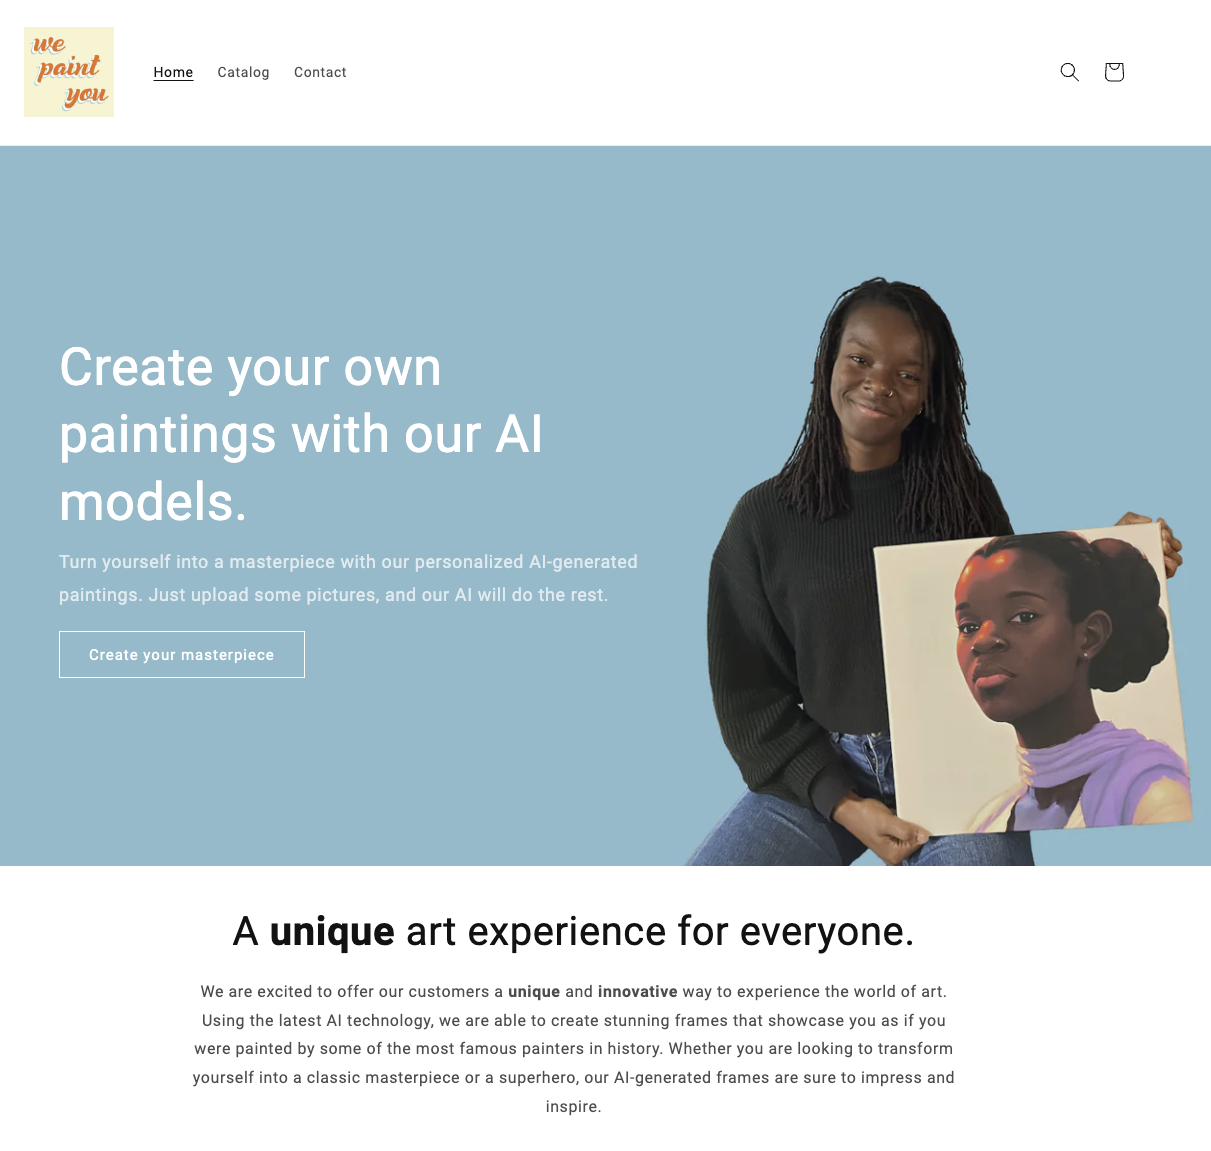 we
paint
you
Home Catalog Contact
Create your own
paintings with our AI
models.
Turn yourself into a masterpiece with our personalized AI-generated
paintings. Just upload some pictures, and our AI will do the rest.
Create your masterpiece
A unique art experience for everyone.
We are excited to offer our customers a unique and innovative way to experience the world of art.
Using the latest AI technology, we are able to create stunning frames that showcase you as if you
were painted by some of the most famous painters in history. Whether you are looking to transform
yourself into a classic masterpiece or a superhero, our AI-generated frames are sure to impress and
inspire.